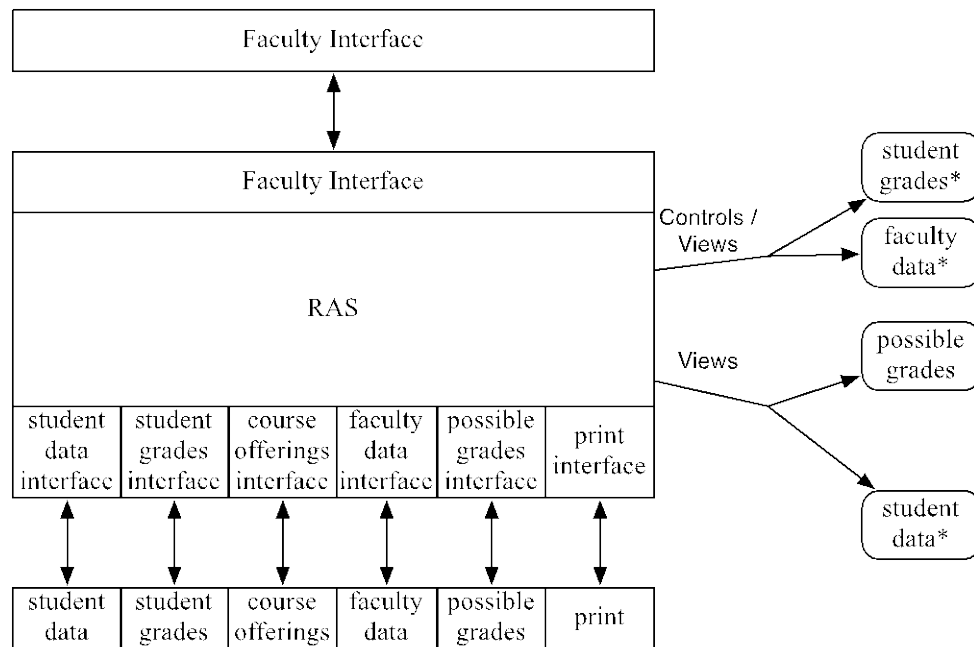 Faculty Interface
Faculty Interface
RAS
Controls /
Views
Views
student
grades*
faculty
data*
possible
grades
student
data*
student
data
interface
student
grades
interface
course
offerings
interface
faculty
data
interface
possible
grades
interface
print
interface
student
data
student
grades
course
offerings
faculty
data
possible
grades
print